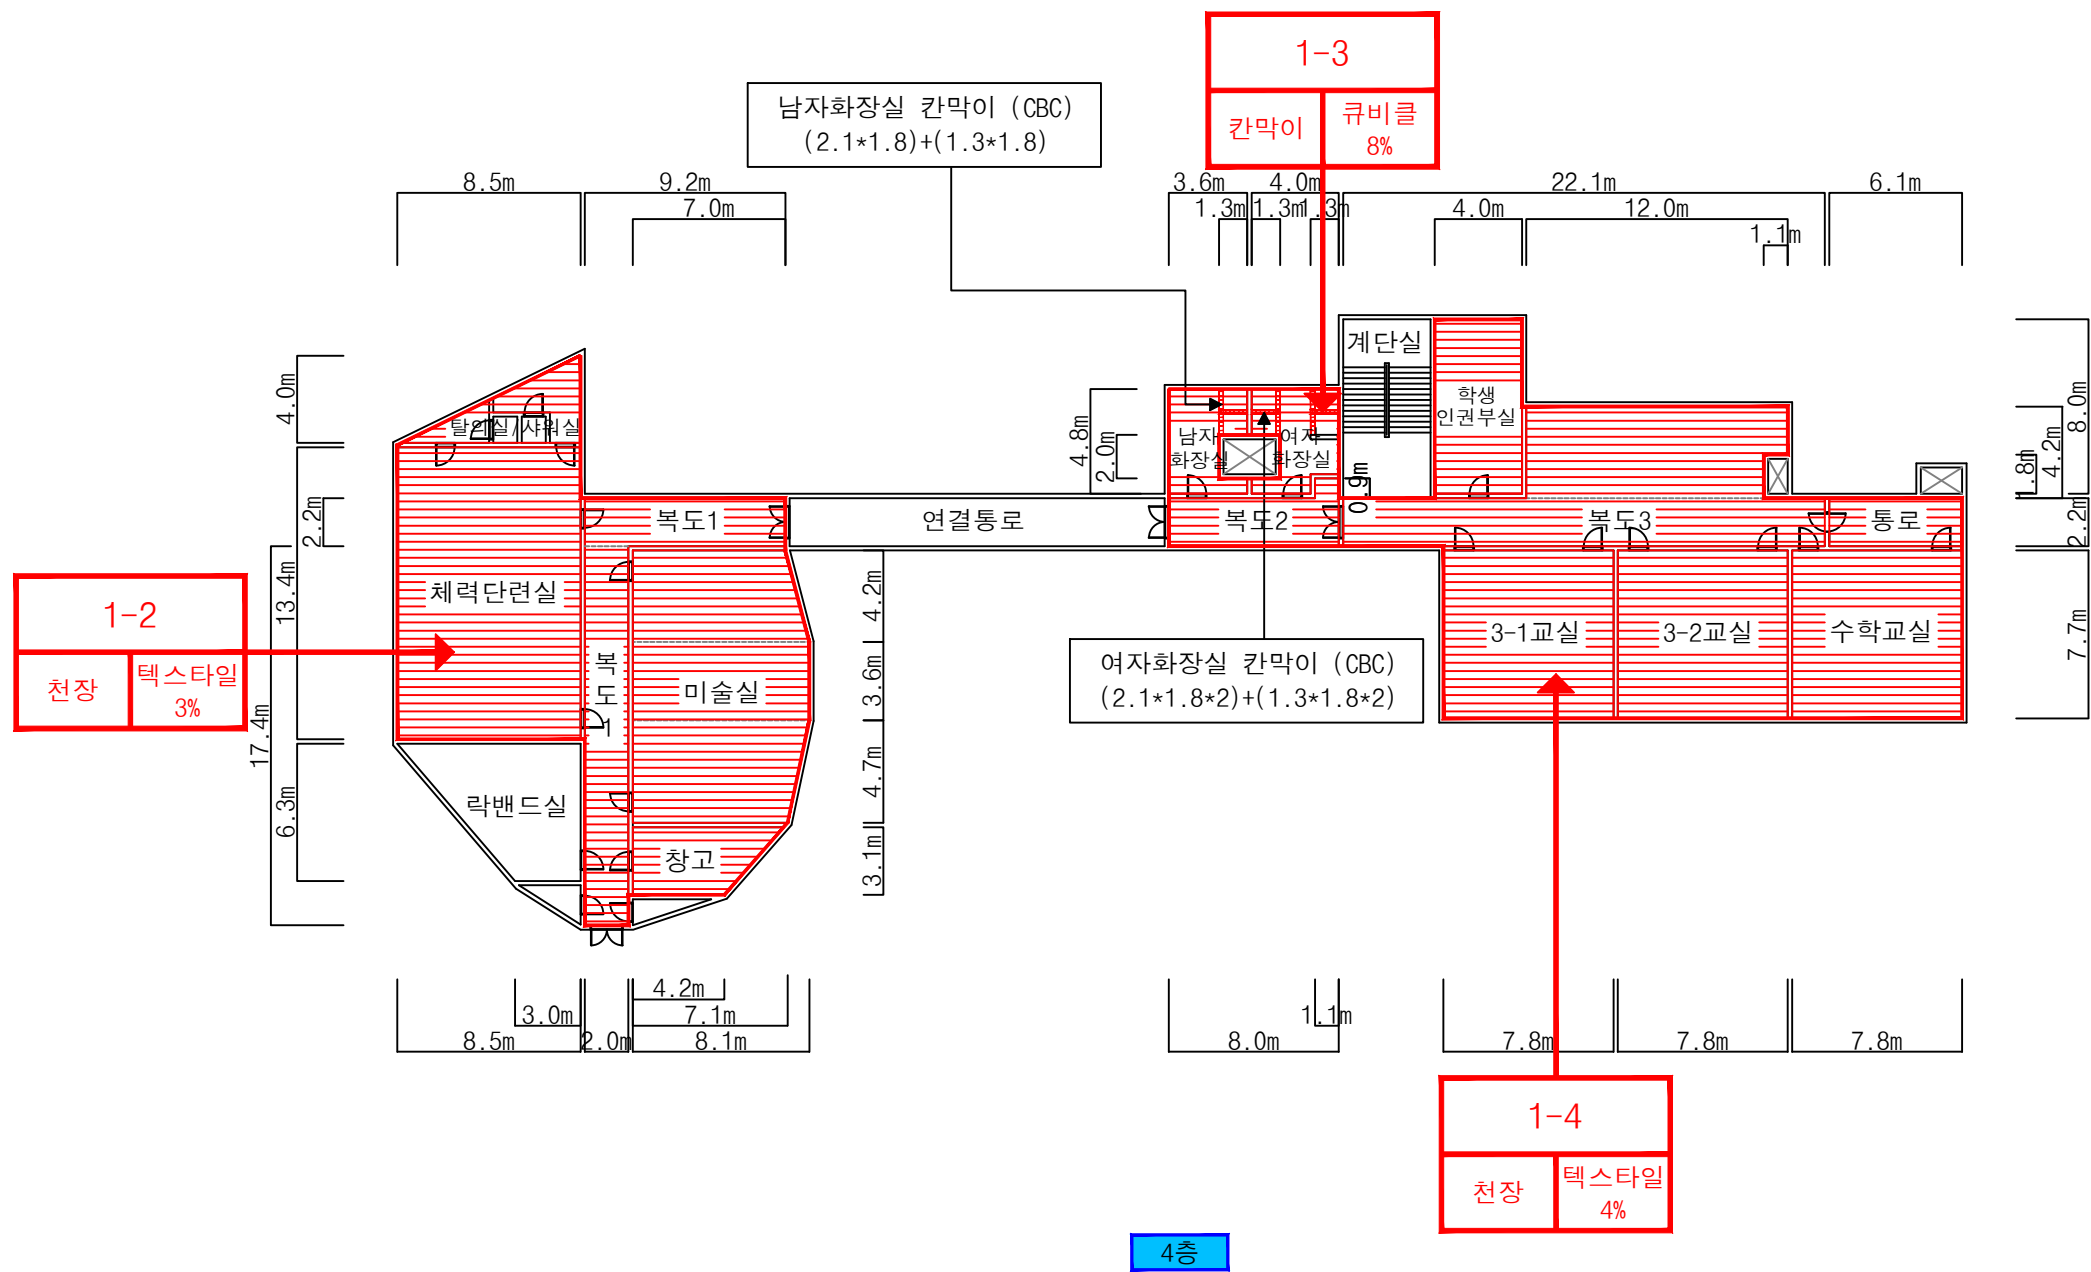 1-3
칸막이
큐비클
8%
남자화장실 칸막이 (CBC)
(2.1*1.8)+(1.3*1.8)
8.5m
9.2m
7.0m
3.6m
4.0m
22.1m
6.1m
1.3m
1.3m
1.3m
4.0m
12.0m
1.1m
4.0m
2.2m
13.4m
17.4m
6.3m
4.8m
2.0m
0.9m
8.0m
4.2m
1.8m
2.2m
7.7m
계단실
학생
인권부실
탈의실/샤워실
남자
화장실
여자
화장실
복도1
연결통로
복도2
복도3
통로
체력단련실
복
도
1
미술실
4.2m
3.6m
4.7m
3.1m
3-1교실
3-2교실
수학교실
1-2
천장
텍스타일
3%
여자화장실 칸막이 (CBC)
(2.1*1.8*2)+(1.3*1.8*2)
락밴드실
창고
4.2m
3.0m
7.1m
8.5m
2.0m
8.1m
1.1m
8.0m
7.8m
7.8m
7.8m
1-4
천장
텍스타일
4%
4층